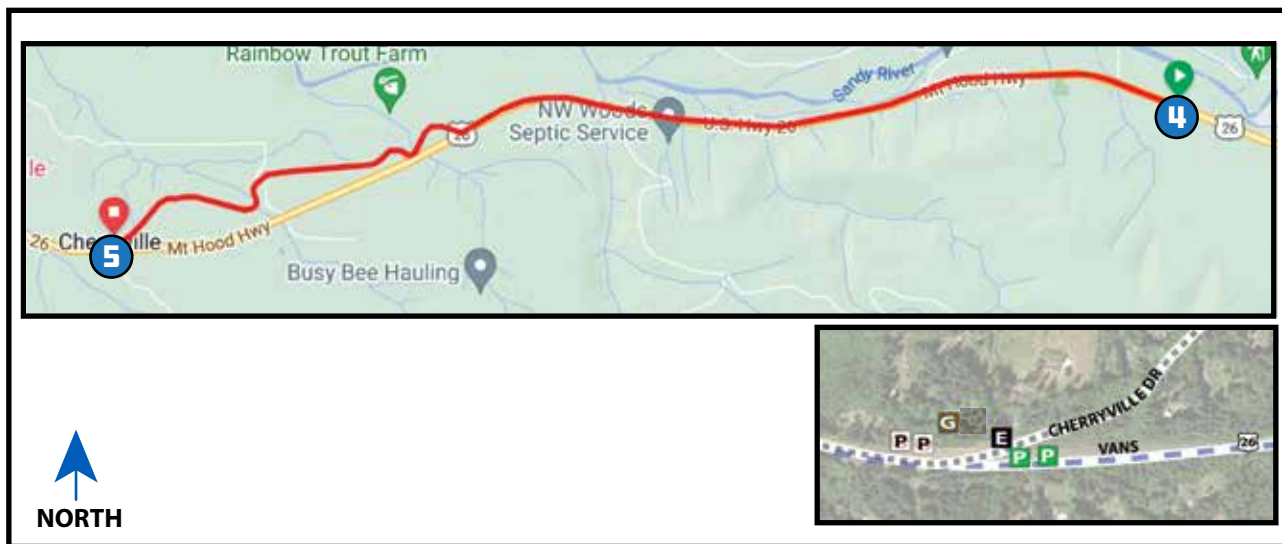 Rainbow Trout Farm
Sandy River
Mt Hood Hwy
4
26
NW Woods
Septic Service
U.S. Hwy 26
26
le
26
5
Mt Hood Hwy
Busy Bee Hauling
CHERRYVILLE DR
G
E
P P
P P
VANS
26
NORTH